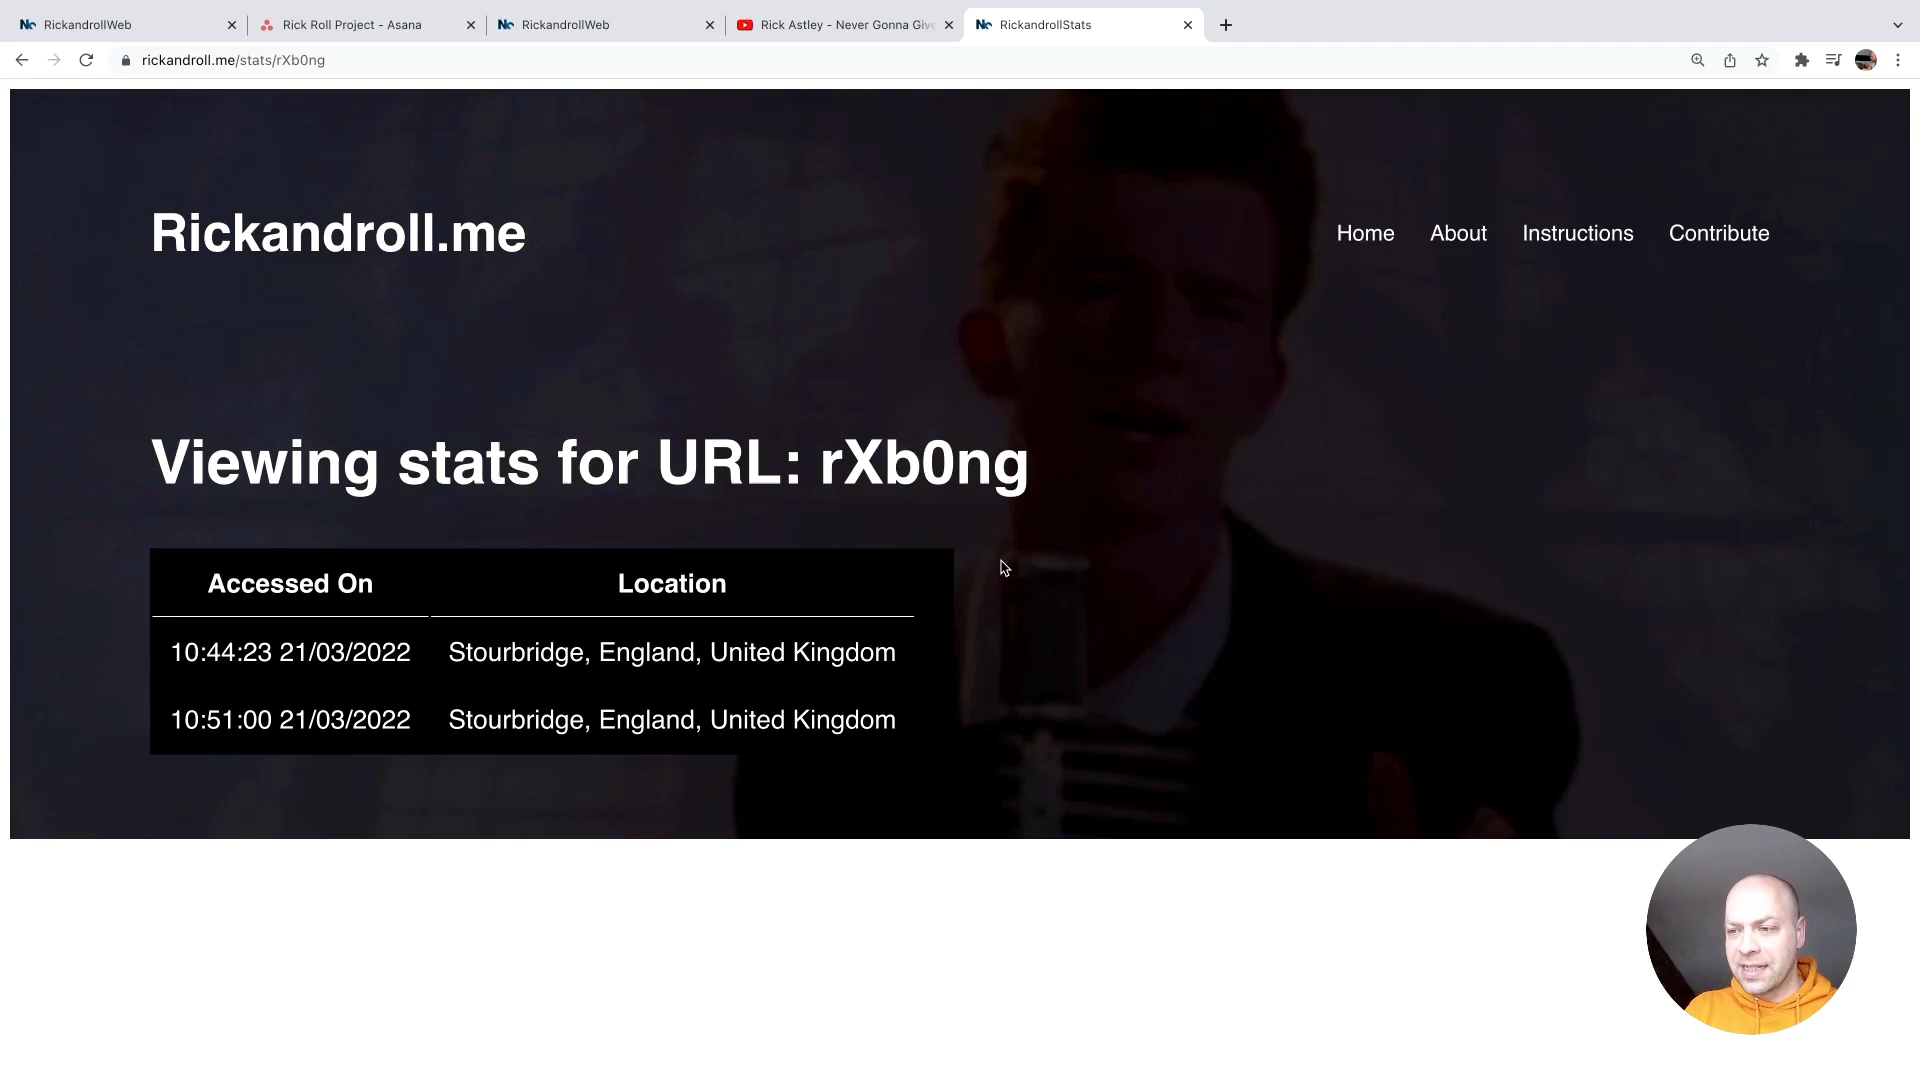 RickandrollWeb
Rick Roll Project - Asana
RickandrollWeb
Rick Astley - Never Gonna Give
RickandrollStats
rickandroll.me/stats/rXb0ng
Rickandroll.me
Home About Instructions Contribute
Viewing stats for URL: rXb0ng
Accessed On Location
10:44:23 21/03/2022 Stourbridge, England, United Kingdom
10:51:00 21/03/2022 Stourbridge, England, United Kingdom